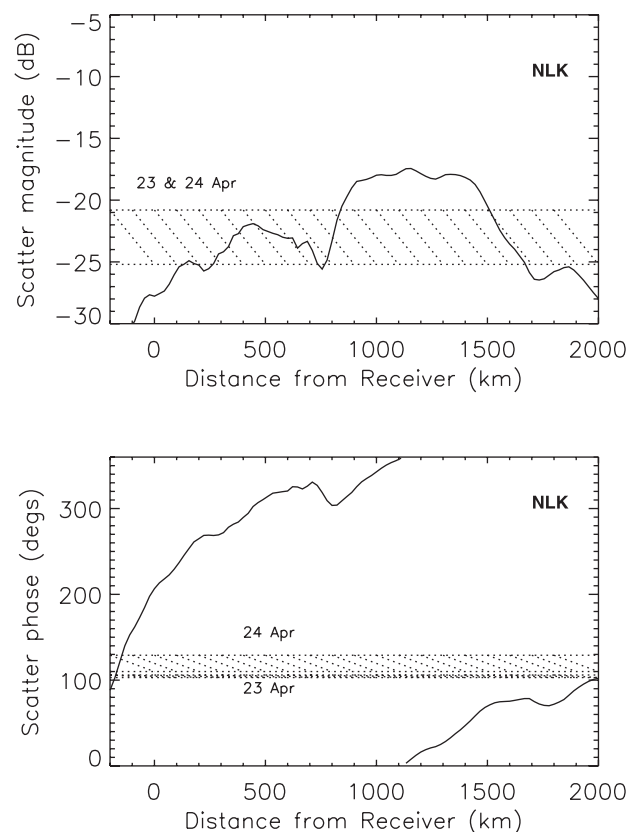 −5
−10
−15
−20
−25
−30
Scatter magnitude (dB)
NLK
23 & 24 Apr
0 500 1000 1500 2000
Distance from Receiver (km)
300
200
100
0
Scatter phase (degs)
NLK
24 Apr
23 Apr
0 500 1000 1500 2000
Distance from Receiver (km)